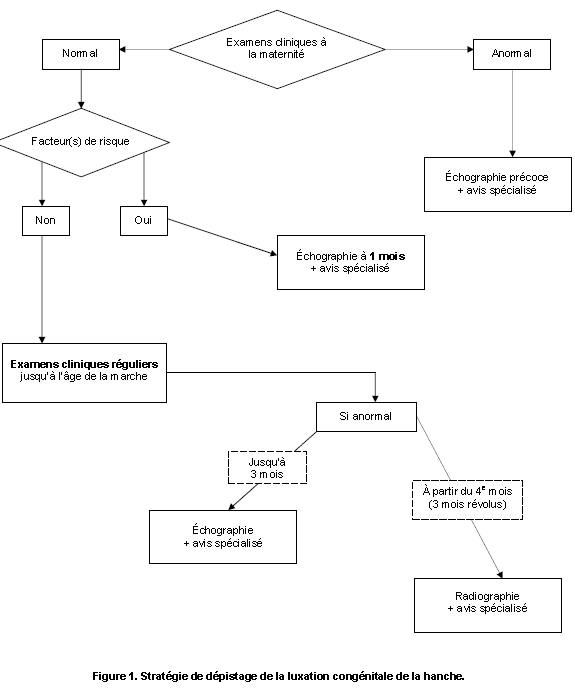 Examens cliniques à
la maternité
Normal
Anormal
Facteur(s) de risque
Échographie précoce
+ avis spécialisé
Non
Oui
Échographie à 1 mois
+ avis spécialisé
Examens cliniques réguliers
jusqu'à l'âge de la marche
Si anormal
Jusqu'à
3 mois
À partir du 4e mois
(3 mois révolus)
Échographie
+ avis spécialisé
Radiographie
+ avis spécialisé
Figure 1. Stratégie de dépistage de la luxation congénitale de la hanche.